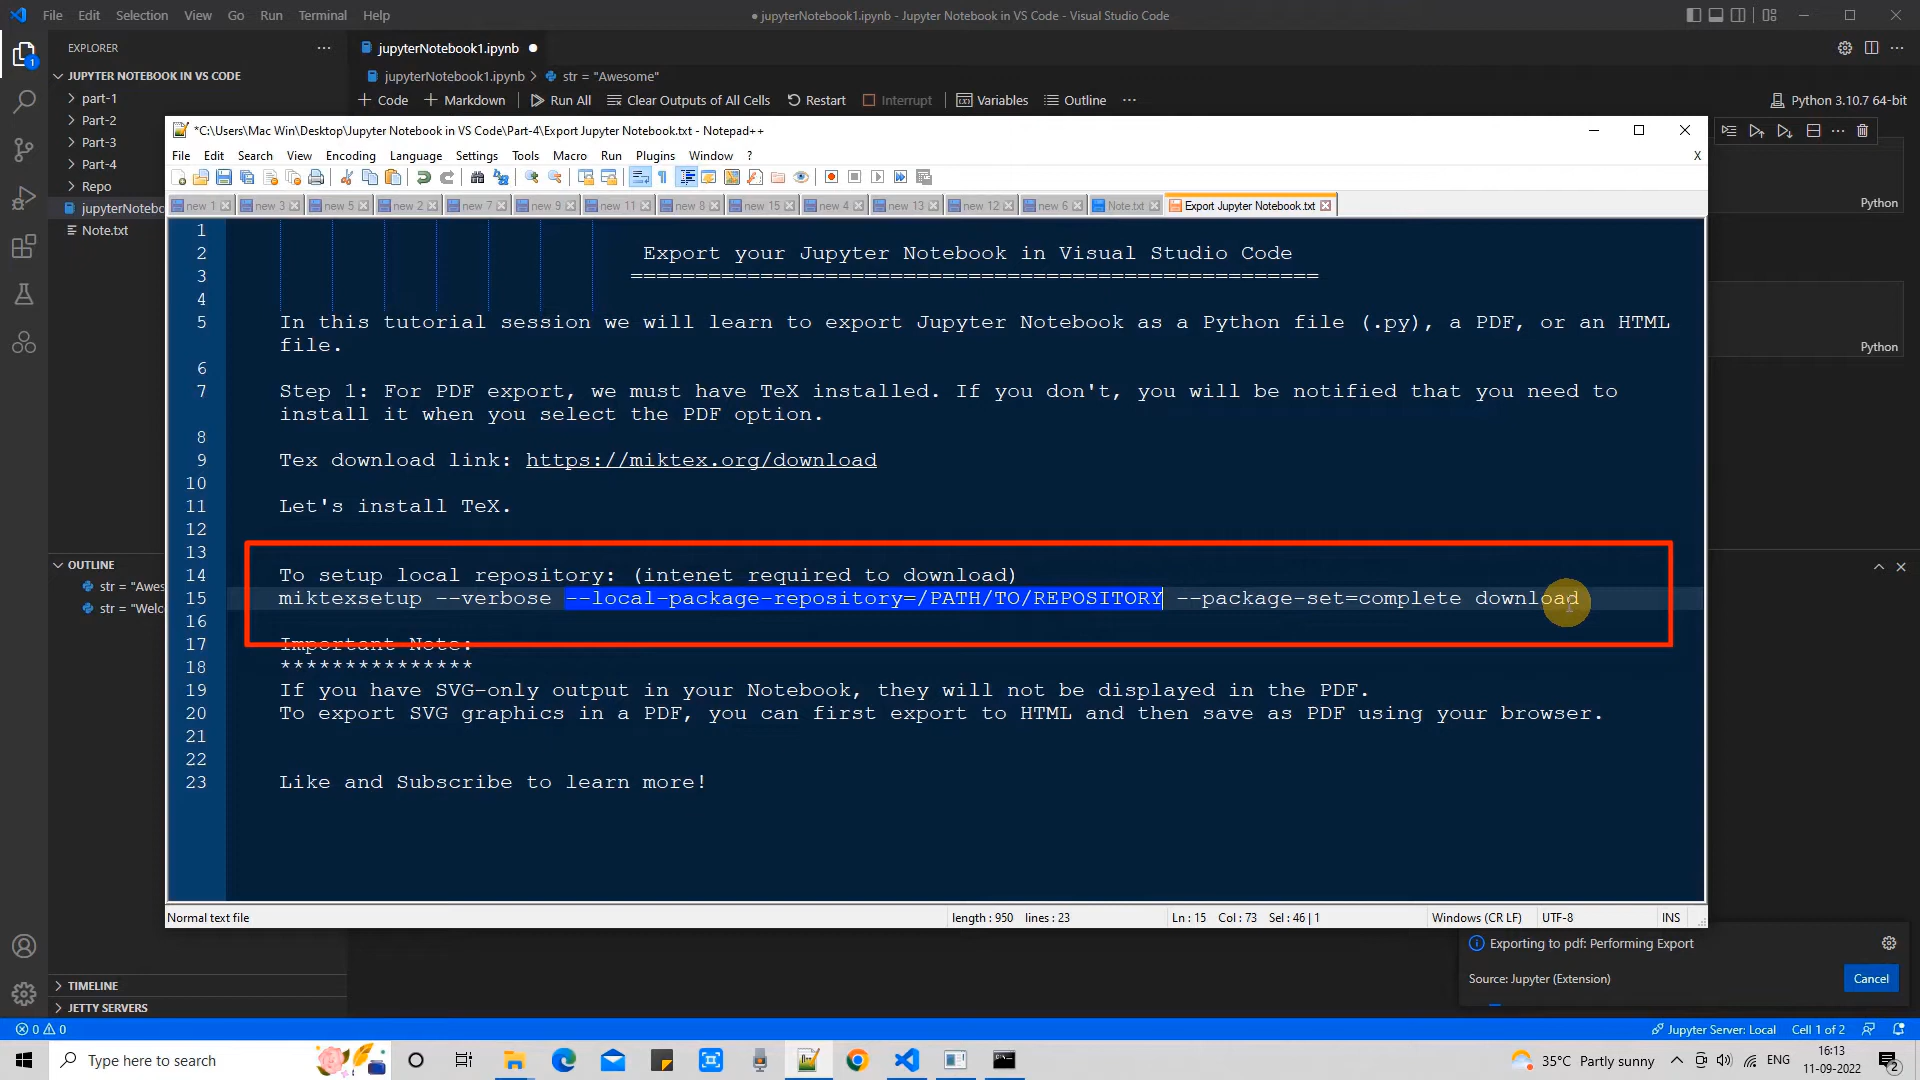 File Edit Selection View Go Run Terminal Help
● jupyterNotebook1.ipynb - Jupyter Notebook in VS Code - Visual Studio Code
EXPLORER
jupyterNotebook1.ipynb
JUPYTER NOTEBOOK IN VS CODE
jupyterNotebook1.ipynb > str = "Awesome"
part-1
Code Markdown Run All Clear Outputs of All Cells Restart Interrupt Variables Outline
Python 3.10.7 64-bit
Part-2
Part-3
Part-4
Repo
jupyterNotebo
Note.txt
*C:\Users\Mac Win\Desktop\Jupyter Notebook in VS Code\Part-4\Export Jupyter Notebook.txt - Notepad++
File Edit Search View Encoding Language Settings Tools Macro Run Plugins Window ? X
new 1 new 3 new 5 new 2 new 7 new 9 new 11 new 8 new 15 new 4 new 13 new 12 new 6 Note.txt Export Jupyter Notebook.txt
Python
Python
1
2 Export your Jupyter Notebook in Visual Studio Code
3 =====================================================
4
5 In this tutorial session we will learn to export Jupyter Notebook as a Python file (.py), a PDF, or an HTML
file.
6
7 Step 1: For PDF export, we must have TeX installed. If you don't, you will be notified that you need to
install it when you select the PDF option.
8
9 Tex download link: https://miktex.org/download
10
11 Let's install TeX.
12
13
14 To setup local repository: (intenet required to download)
15 miktexsetup --verbose --local-package-repository=/PATH/TO/REPOSITORY --package-set=complete download
16
17 Important Note:
18 ***************
19 If you have SVG-only output in your Notebook, they will not be displayed in the PDF.
20 To export SVG graphics in a PDF, you can first export to HTML and then save as PDF using your browser.
21
22
23 Like and Subscribe to learn more!
Normal text file length : 950 lines : 23 Ln : 15 Col : 73 Sel : 46 | 1 Windows (CR LF) UTF-8 INS
OUTLINE
str = "Awes
str = "Welc
TIMELINE
JETTY SERVERS
Exporting to pdf: Performing Export
Source: Jupyter (Extension)
Cancel
0 0
Jupyter Server: Local Cell 1 of 2
Type here to search
35°C Partly sunny ENG
16:13
11-09-2022
2